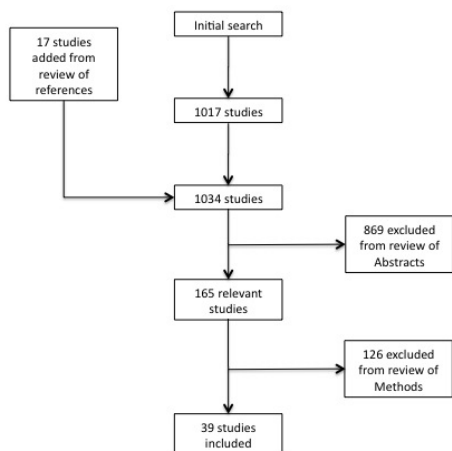 Initial search
17 studies
added from
review of
references
1017 studies
1034 studies
869 excluded
from review of
Abstracts
165 relevant
studies
126 excluded
from review of
Methods
39 studies
included